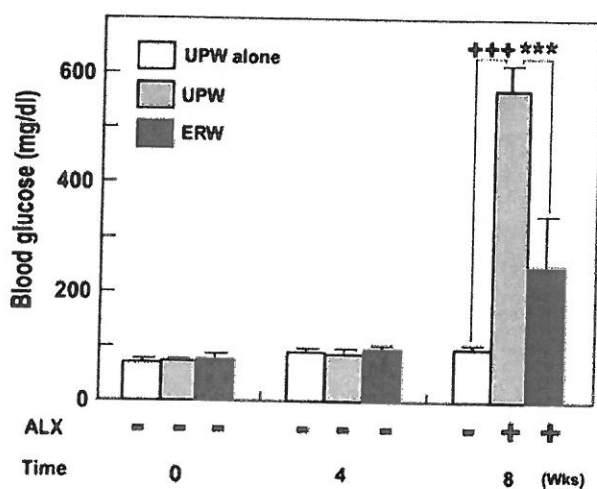 +++ ***
600
UPW alone
UPW
ERW
400
200
0
Blood glucose (mg/dl)
ALX - - - - - - - + +
Time 0 4 8 (Wks)